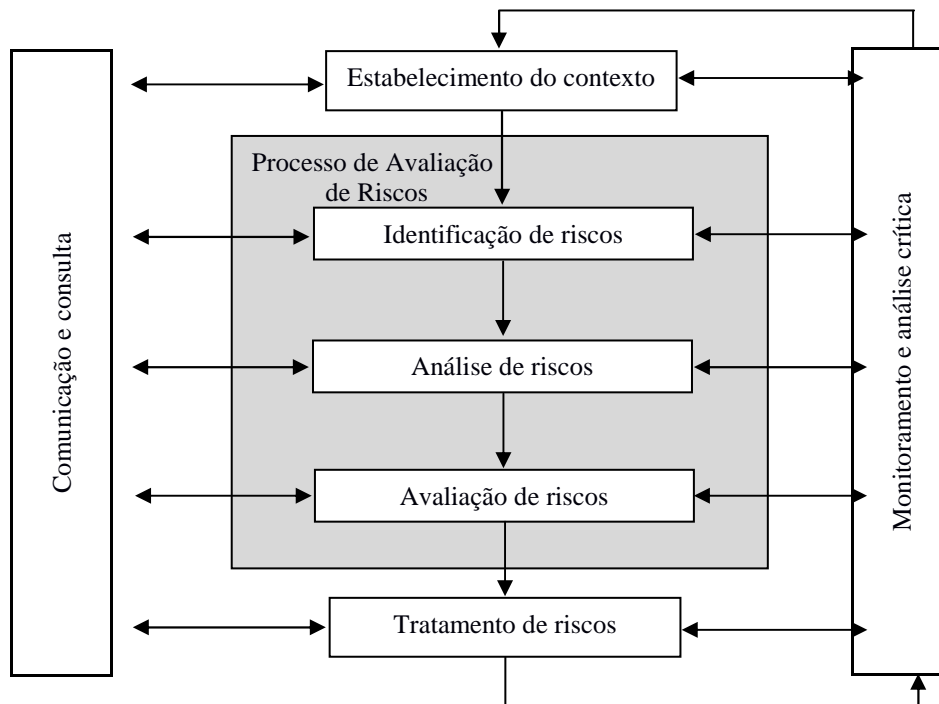 Estabelecimento do contexto
Processo de Avaliação
de Riscos
Identificação de riscos
Análise de riscos
Avaliação de riscos
Tratamento de riscos
Comunicação e consulta
Monitoramento e análise crítica